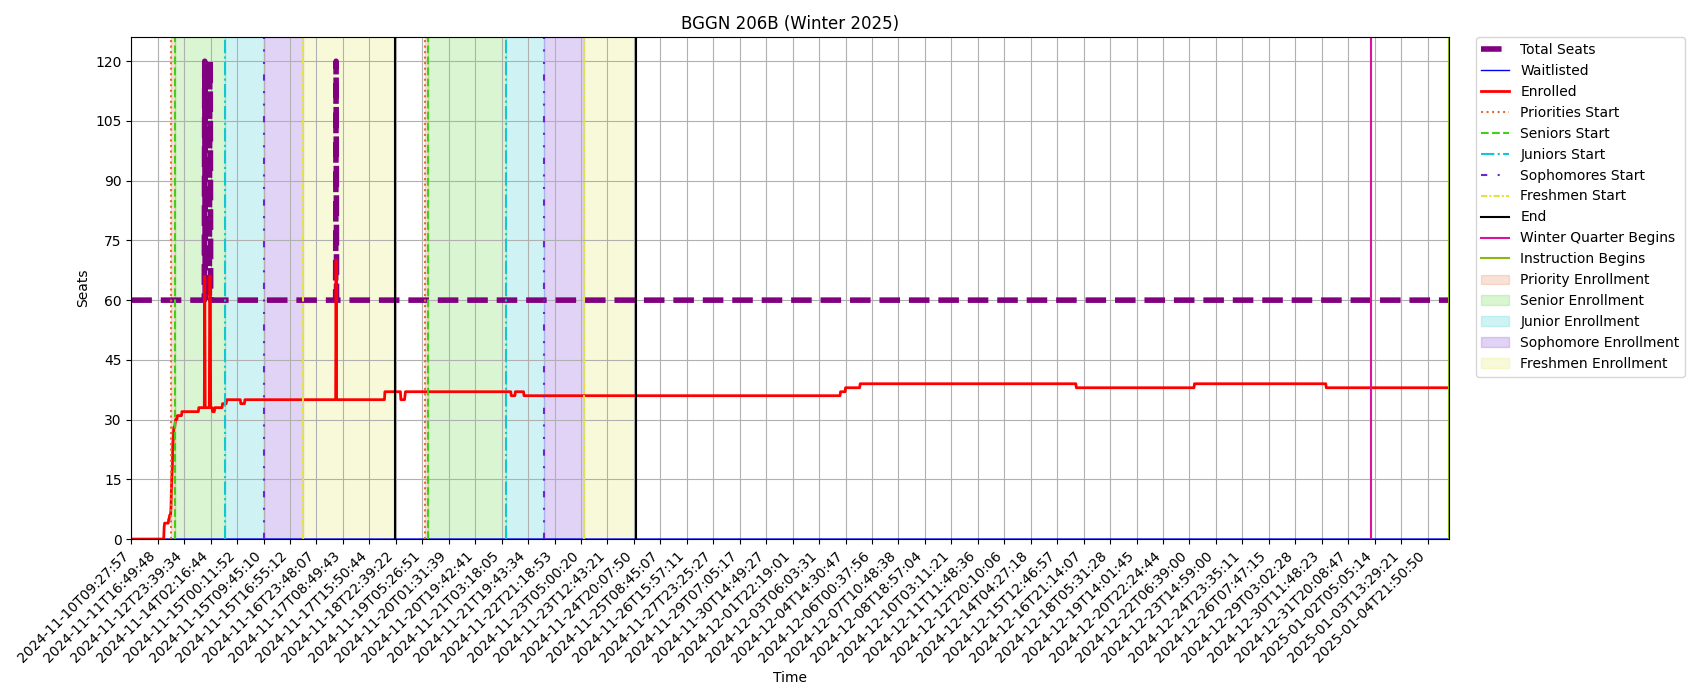 BGGN 206B (Winter 2025)
120
105
90
75
60
45
30
15
0
Seats
2024-11-10T09:27:57
2024-11-11T16:49:48
2024-11-12T23:39:34
2024-11-14T02:16:44
2024-11-15T00:11:52
2024-11-15T09:45:10
2024-11-15T16:55:12
2024-11-16T23:48:07
2024-11-17T08:49:43
2024-11-17T15:50:44
2024-11-18T22:39:22
2024-11-19T05:26:51
2024-11-20T01:31:39
2024-11-20T19:42:41
2024-11-21T03:18:05
2024-11-21T19:43:34
2024-11-22T21:18:53
2024-11-23T05:00:20
2024-11-23T12:43:21
2024-11-24T20:07:50
2024-11-25T08:45:07
2024-11-26T15:57:11
2024-11-27T23:25:27
2024-11-29T07:05:17
2024-11-30T14:49:27
2024-12-01T22:19:01
2024-12-03T06:03:31
2024-12-04T14:30:47
2024-12-06T00:37:56
2024-12-07T10:48:38
2024-12-08T18:57:04
2024-12-10T03:11:21
2024-12-11T11:48:36
2024-12-12T20:10:06
2024-12-14T04:27:18
2024-12-15T12:46:57
2024-12-16T21:14:07
2024-12-18T05:31:28
2024-12-19T14:01:45
2024-12-20T22:24:44
2024-12-22T06:39:00
2024-12-23T14:59:00
2024-12-24T23:35:11
2024-12-26T07:47:15
2024-12-29T03:02:28
2024-12-30T11:48:23
2024-12-31T20:08:47
2025-01-02T05:05:14
2025-01-03T13:29:21
2025-01-04T21:50:50
Time
Total Seats
Waitlisted
Enrolled
Priorities Start
Seniors Start
Juniors Start
Sophomores Start
Freshmen Start
End
Winter Quarter Begins
Instruction Begins
Priority Enrollment
Senior Enrollment
Junior Enrollment
Sophomore Enrollment
Freshmen Enrollment